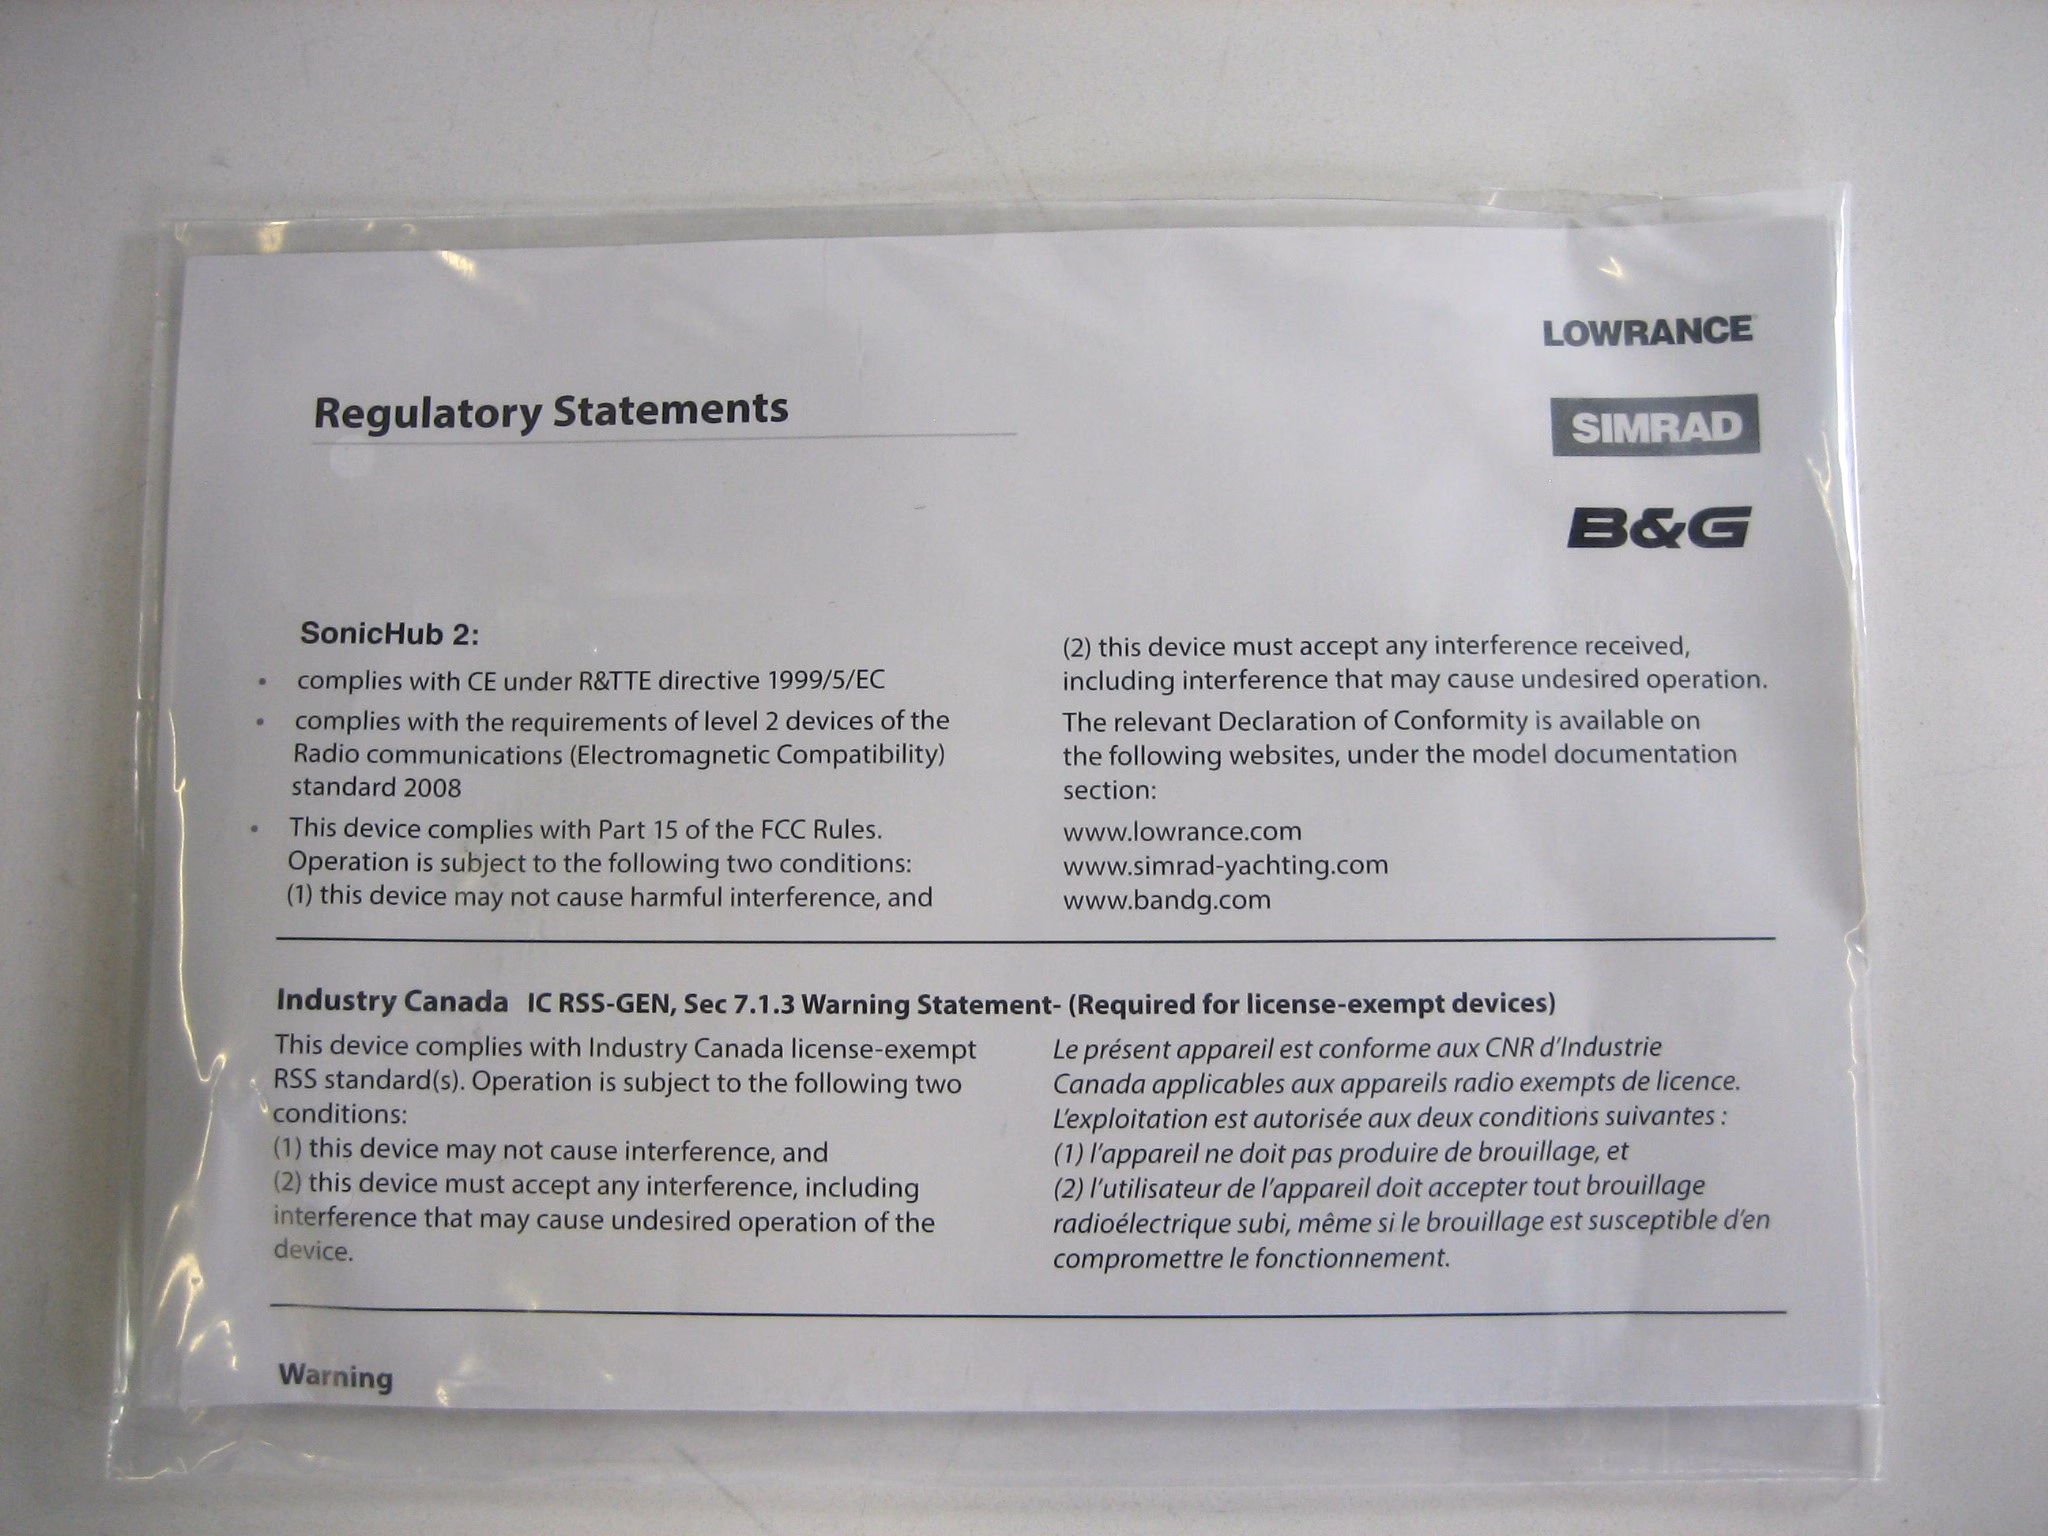 LOWRANCE
Regulatory Statements
SIMRAD
B&G
SonicHub 2:
• complies with CE under R&TTE directive 1999/5/EC
• complies with the requirements of level 2 devices of the
Radio communications (Electromagnetic Compatibility)
standard 2008
• This device complies with Part 15 of the FCC Rules.
Operation is subject to the following two conditions:
(1) this device may not cause harmful interference, and
(2) this device must accept any interference received,
including interference that may cause undesired operation.
The relevant Declaration of Conformity is available on
the following websites, under the model documentation
section:
www.lowrance.com
www.simrad-yachting.com
www.bandg.com
Industry Canada IC RSS-GEN, Sec 7.1.3 Warning Statement- (Required for license-exempt devices)
This device complies with Industry Canada license-exempt
RSS standard(s). Operation is subject to the following two
conditions:
(1) this device may not cause interference, and
(2) this device must accept any interference, including
interference that may cause undesired operation of the
device.
Le présent appareil est conforme aux CNR d'Industrie
Canada applicables aux appareils radio exempts de licence.
L'exploitation est autorisée aux deux conditions suivantes :
(1) l'appareil ne doit pas produire de brouillage, et
(2) l'utilisateur de l'appareil doit accepter tout brouillage
radioélectrique subi, même si le brouillage est susceptible d'en
compromettre le fonctionnement.
Warning